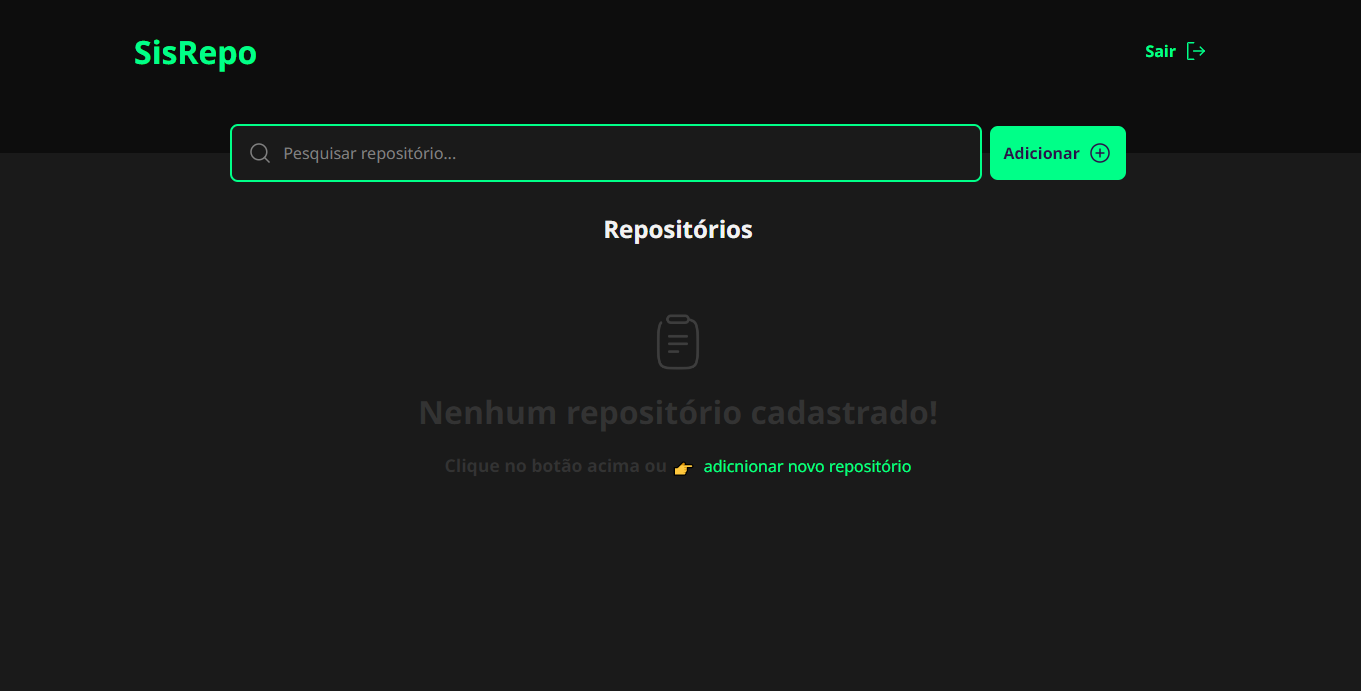 SisRepo
Sair
Pesquisar repositório...
Adicionar
Repositórios
Nenhum repositório cadastrado!
Clique no botão acima ou 👉 adicnionar novo repositório